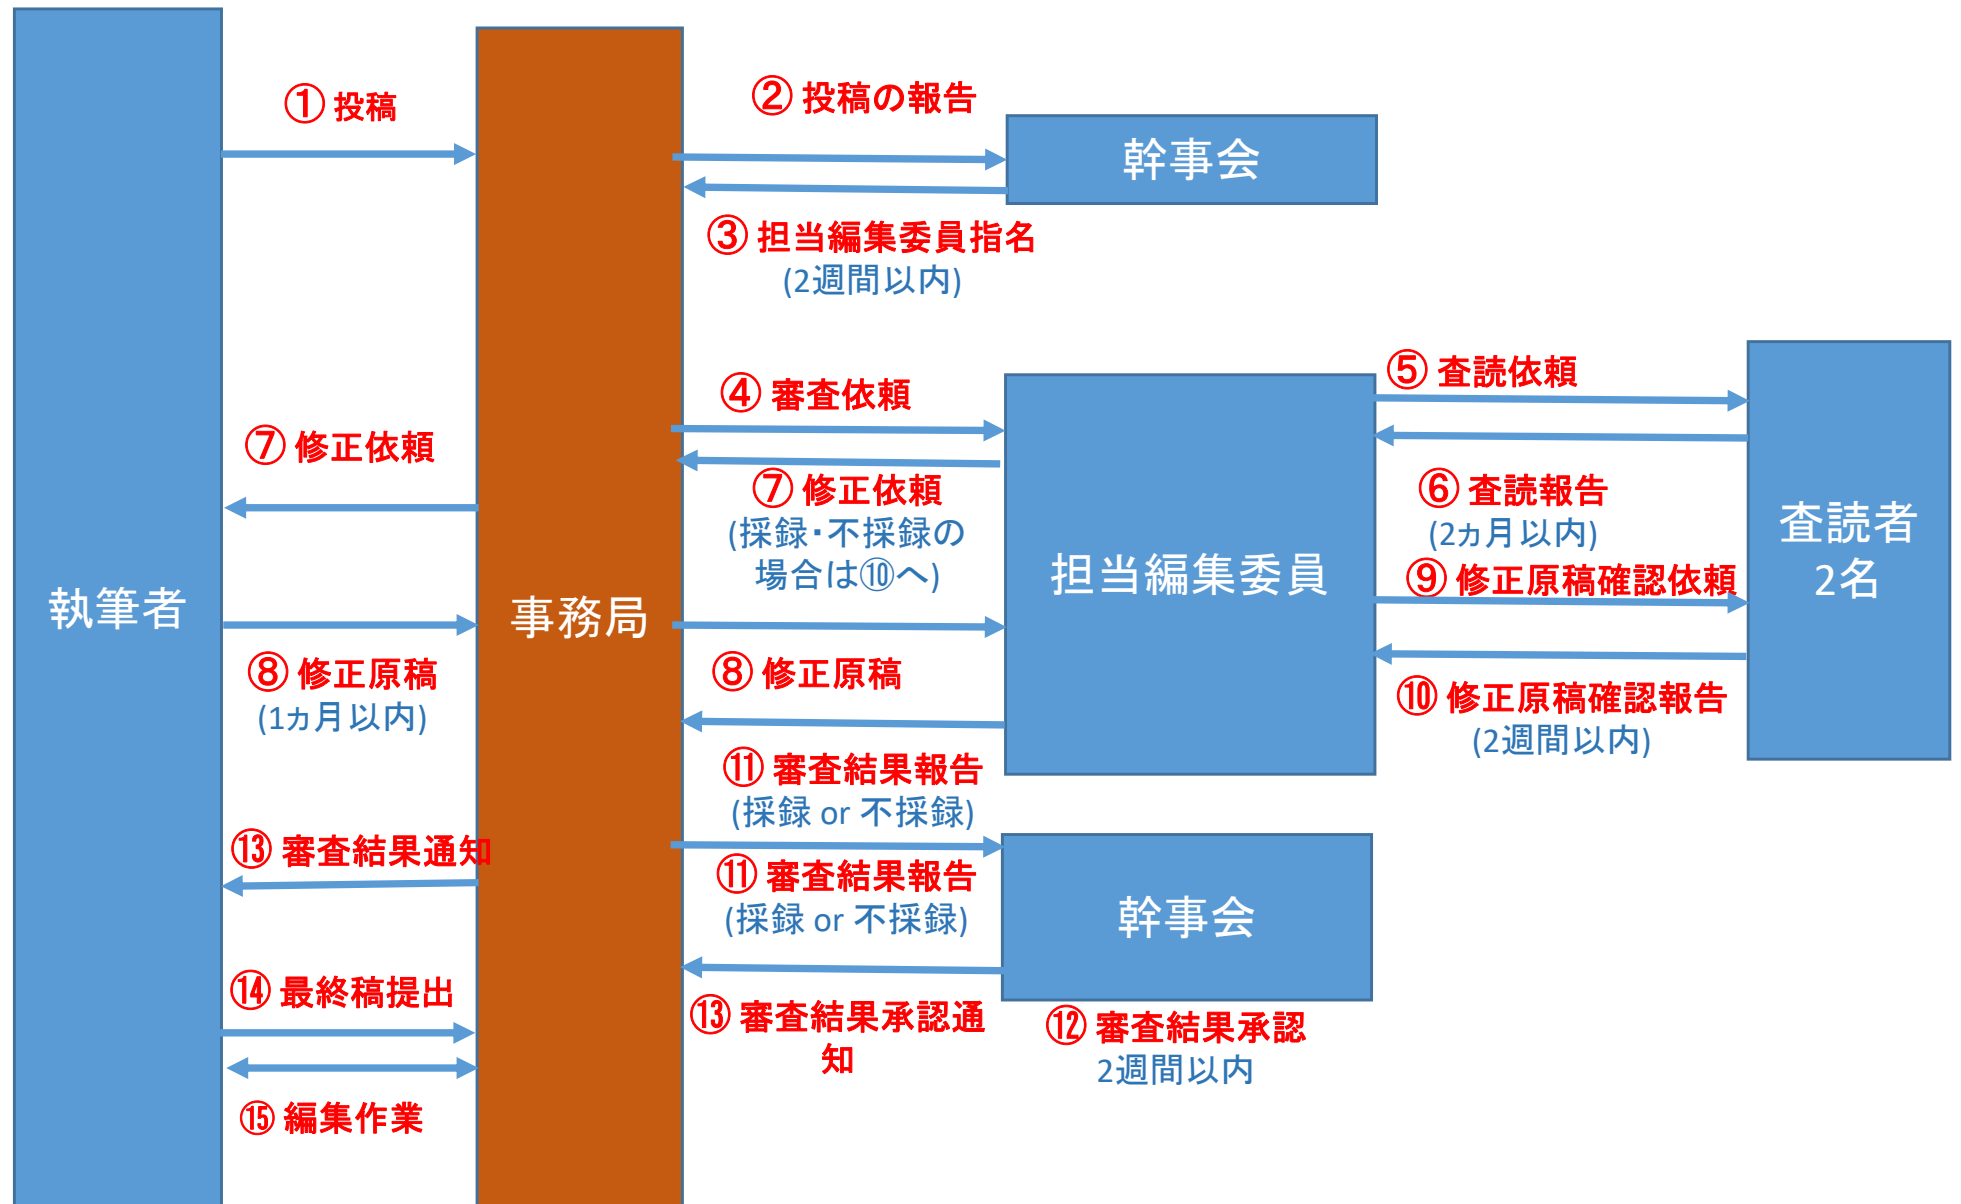 ① 投稿
② 投稿の報告
幹事会
③ 担当編集委員指名
(2週間以内)
④ 審査依頼
⑤ 査読依頼
⑦ 修正依頼
⑦ 修正依頼
(採録・不採録の
場合は⑩へ)
⑥ 査読報告
(2ヵ月以内)
査読者
2名
担当編集委員
⑨ 修正原稿確認依頼
執筆者
事務局
⑧ 修正原稿
(1ヵ月以内)
⑧ 修正原稿
⑩ 修正原稿確認報告
(2週間以内)
⑪ 審査結果報告
(採録 or 不採録)
⑬ 審査結果通知
⑪ 審査結果報告
(採録 or 不採録)
幹事会
⑭ 最終稿提出
⑬ 審査結果承認通
知
⑫ 審査結果承認
2週間以内
⑮ 編集作業